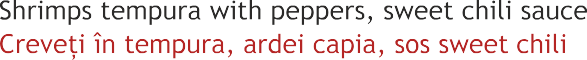 Shrimps tempura with peppers, sweet chili sauce
Creveți în tempura, ardei capia, sos sweet chili